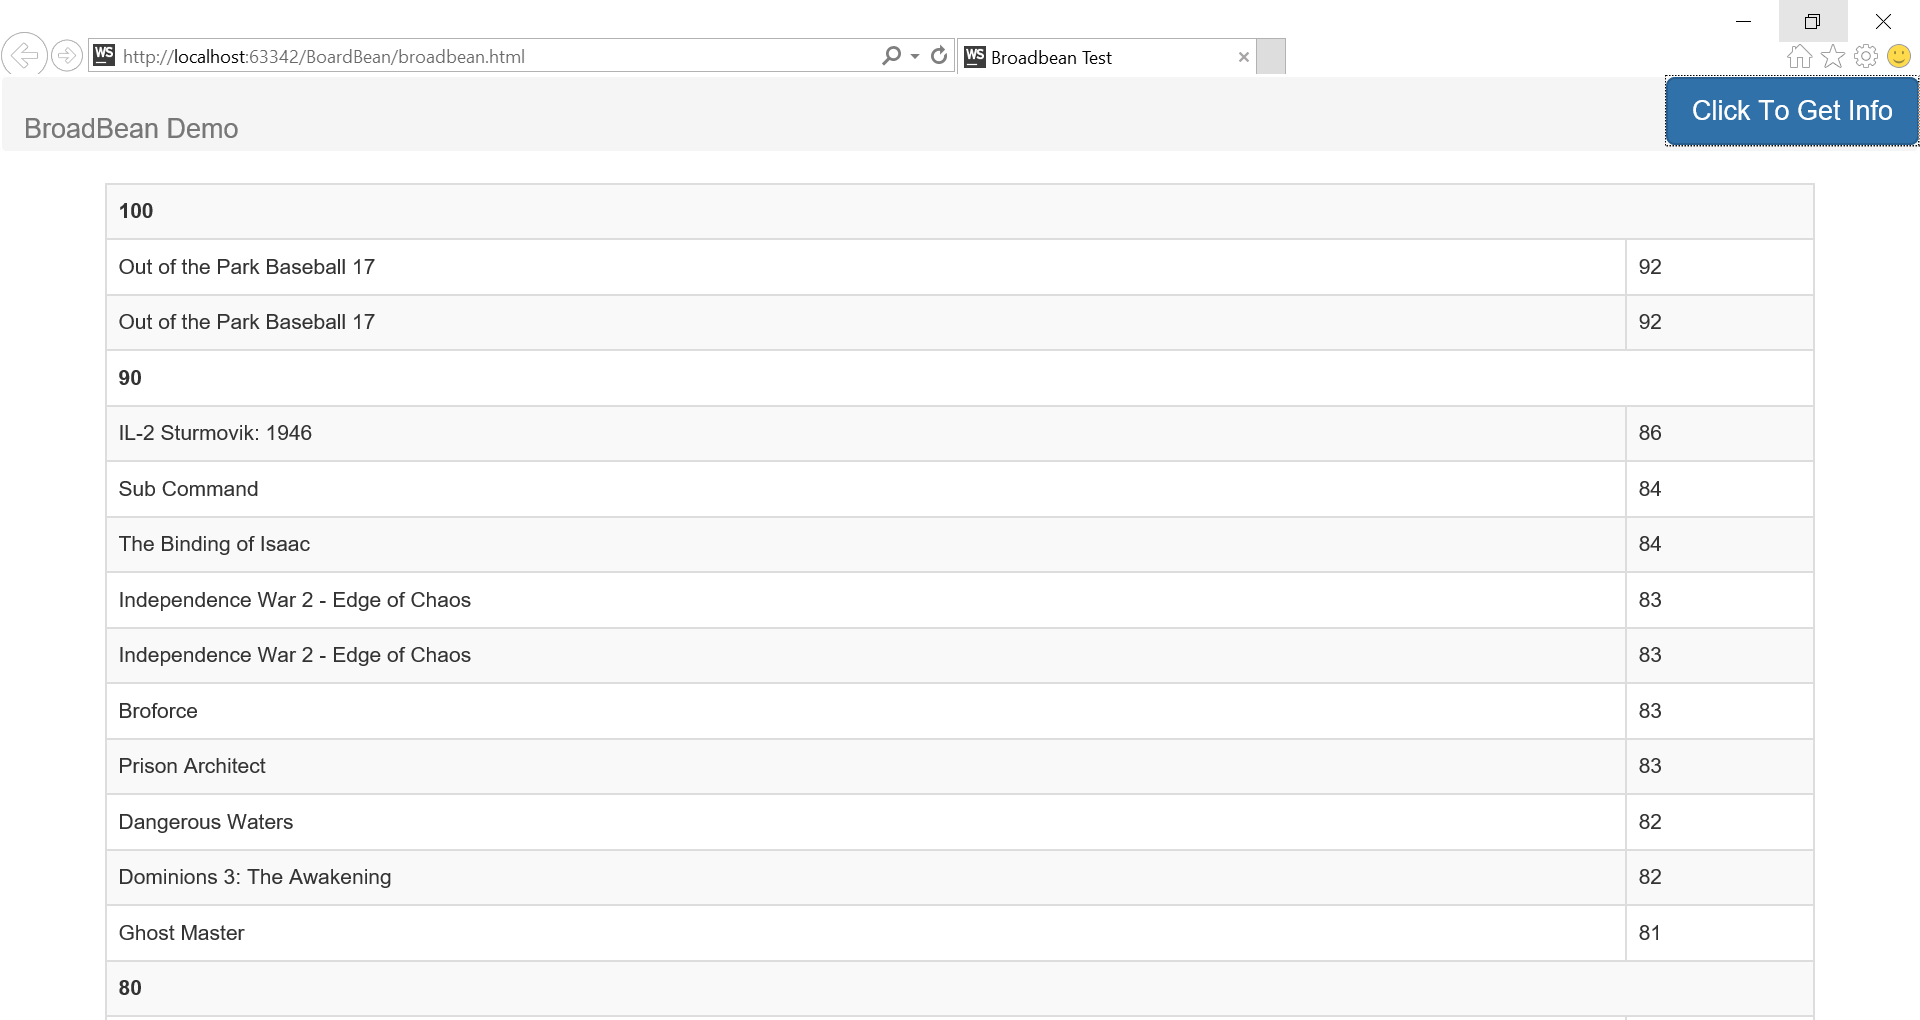 WS http://localhost:63342/BoardBean/broadbean.html WS Broadbean Test
BroadBean Demo
Click To Get Info
100
Out of the Park Baseball 17 92
Out of the Park Baseball 17 92
90
IL-2 Sturmovik: 1946 86
Sub Command 84
The Binding of Isaac 84
Independence War 2 - Edge of Chaos 83
Independence War 2 - Edge of Chaos 83
Broforce 83
Prison Architect 83
Dangerous Waters 82
Dominions 3: The Awakening 82
Ghost Master 81
80